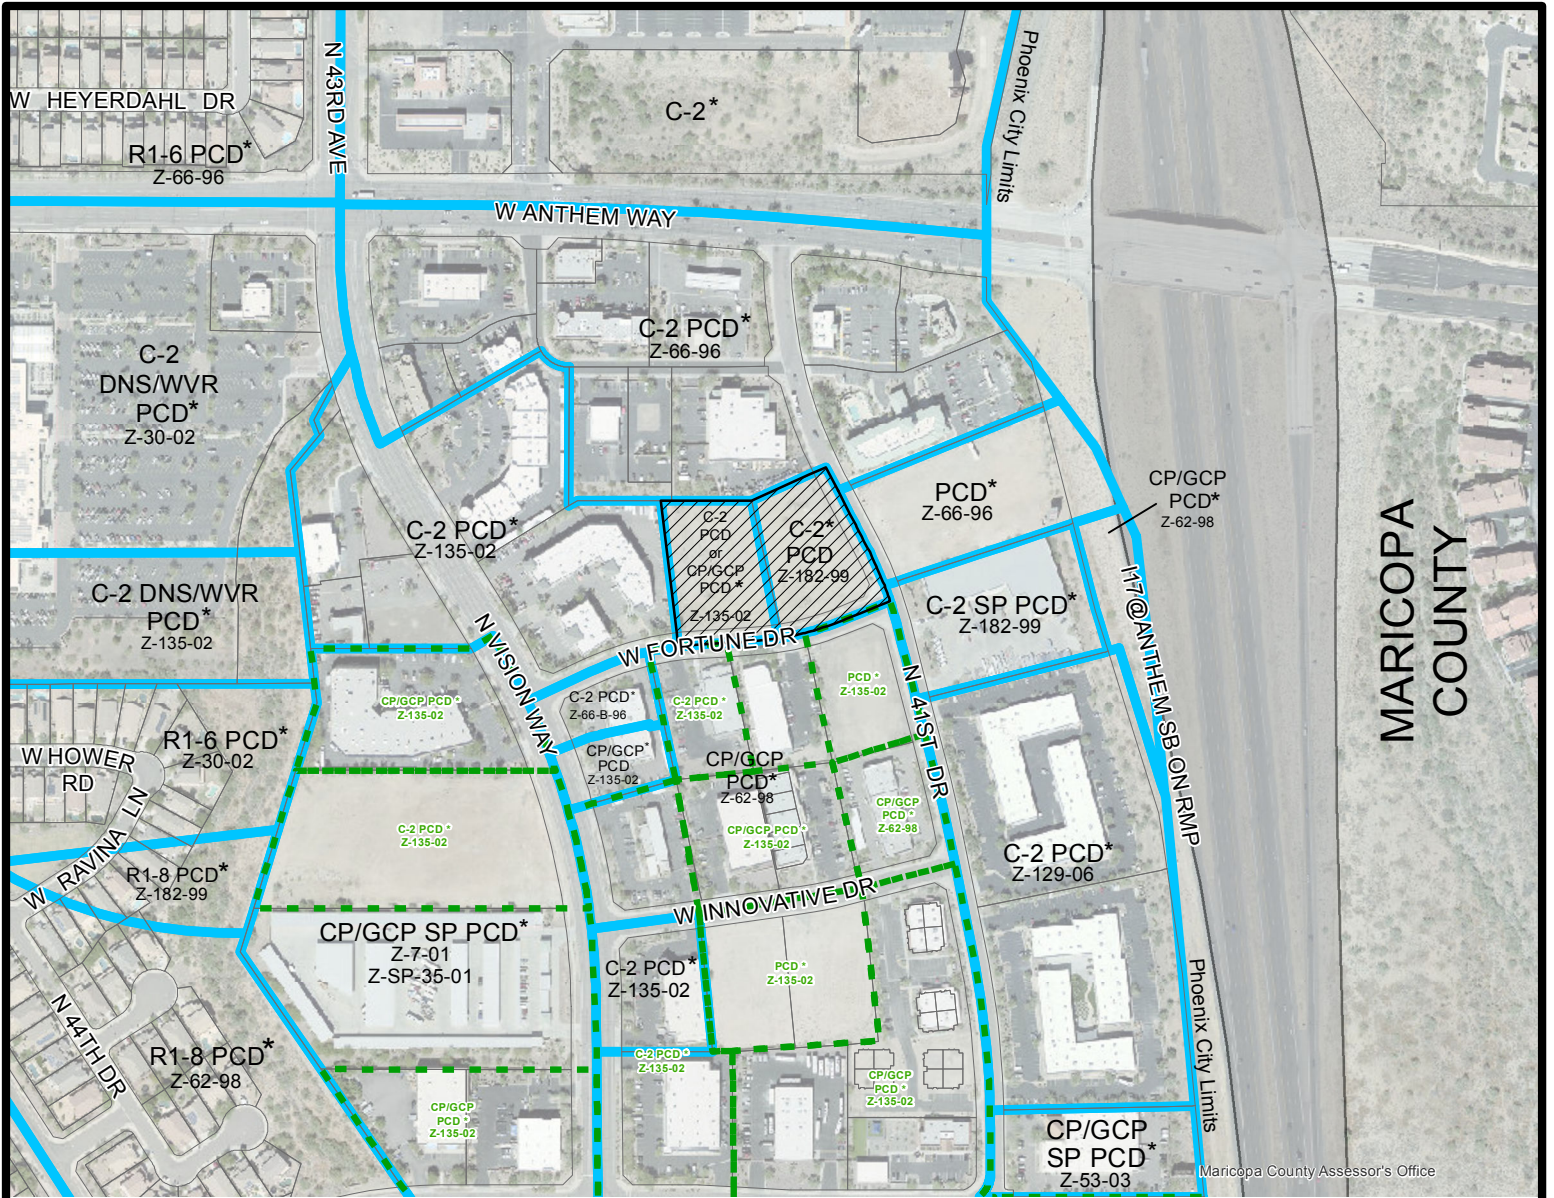 N 43RD AVE
Phoenix City Limits
W HEYERDAHL DR
C-2*
R1-6 PCD*
Z-66-96
W ANTHEM WAY
C-2 PCD*
Z-66-96
C-2
DNS/WVR
PCD*
Z-30-02
CP/GCP
PCD*
Z-62-98
PCD*
Z-66-96
MARICOPA
COUNTY
C-2
PCD
or
CP/GCP
PCD *
Z-135-02
C-2*
PCD
Z-182-99
C-2 PCD*
Z-135-02
C-2 DNS/WVR
PCD*
Z-135-02
C-2 SP PCD*
Z-182-99
I17@ANTHEM SB ON RMP
N VISION WAY
W FORTUNE DR
N 41ST DR
CP/GCP PCD *
Z-135-02
C-2 PCD*
Z-66-B-96
C-2 PCD *
Z-135-02
PCD *
Z-135-02
R1-6 PCD*
Z-30-02
W HOWER
RD
CP/GCP*
PCD
Z-135-02
CP/GCP
PCD*
Z-62-98
W RAVINA LN
C-2 PCD *
Z-135-02
CP/GCP PCD *
Z-135-02
CP/GCP
PCD *
Z-62-98
C-2 PCD*
Z-129-06
R1-8 PCD*
Z-182-99
W INNOVATIVE DR
CP/GCP SP PCD*
Z-7-01
Z-SP-35-01
C-2 PCD*
Z-135-02
PCD *
Z-135-02
Phoenix City Limits
N 44TH DR
R1-8 PCD*
Z-62-98
C-2 PCD *
Z-135-02
CP/GCP
PCD *
Z-135-02
CP/GCP
PCD *
Z-135-02
CP/GCP
SP PCD*
Z-53-03
Maricopa County Assessor's Office